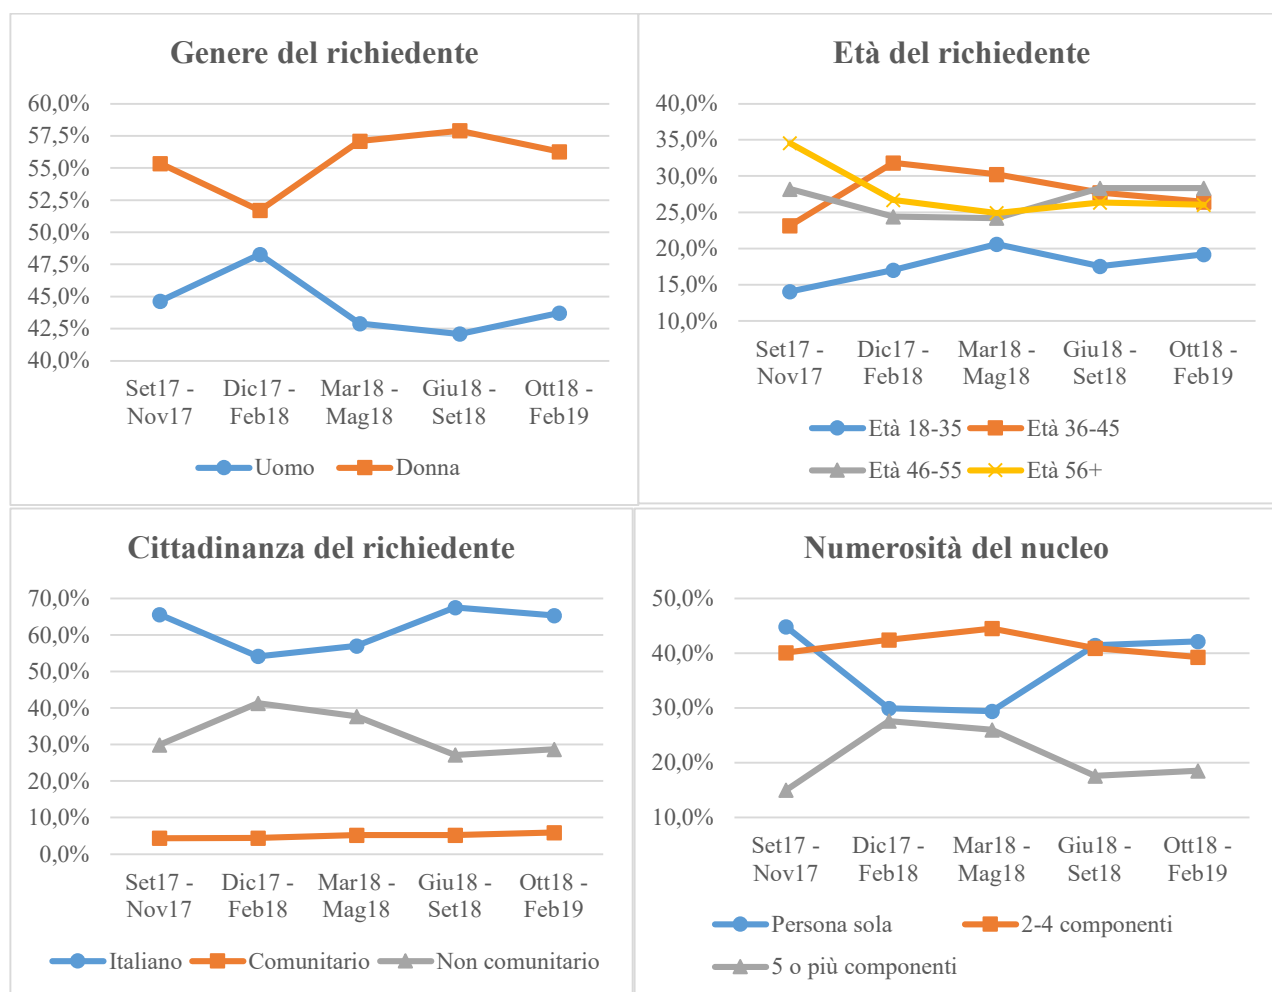 Genere del richiedente
60,0%
57,5%
55,0%
52,5%
50,0%
47,5%
45,0%
42,5%
40,0%
Set17 - Dic17 - Mar18 - Giu18 - Ott18 -
Nov17 Feb18 Mag18 Set18 Feb19
Uomo Donna
Età del richiedente
40,0%
35,0%
30,0%
25,0%
20,0%
15,0%
10,0%
Set17 - Dic17 - Mar18 - Giu18 - Ott18 -
Nov17 Feb18 Mag18 Set18 Feb19
Età 18-35 Età 36-45
Età 46-55 Età 56+
Cittadinanza del richiedente
70,0%
60,0%
50,0%
40,0%
30,0%
20,0%
10,0%
0,0%
Set17 - Dic17 - Mar18 - Giu18 - Ott18 -
Nov17 Feb18 Mag18 Set18 Feb19
Italiano Comunitario Non comunitario
Numerosità del nucleo
50,0%
40,0%
30,0%
20,0%
10,0%
Set17 - Dic17 - Mar18 - Giu18 - Ott18 -
Nov17 Feb18 Mag18 Set18 Feb19
Persona sola 2-4 componenti
5 o più componenti